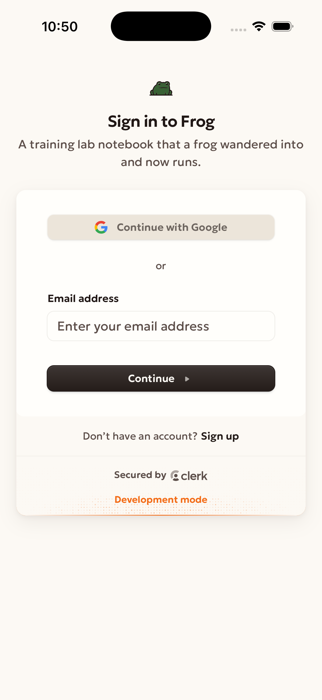 10:50
Sign in to Frog
A training lab notebook that a frog wandered into
and now runs.
Continue with Google
or
Email address
Enter your email address
Continue
Don’t have an account? Sign up
Secured by clerk
Development mode